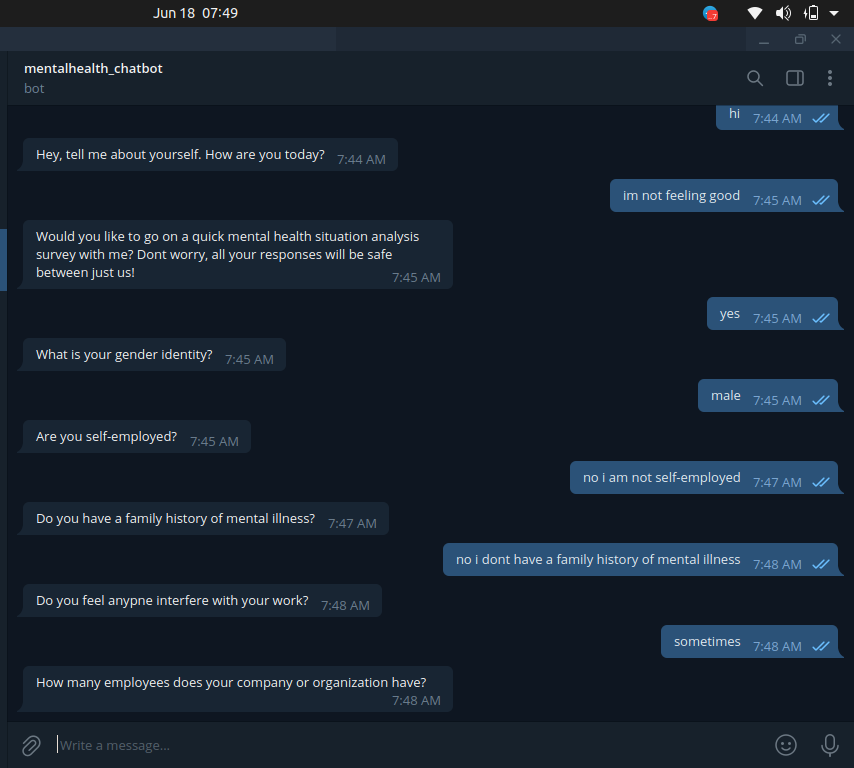 Jun 18 07:49
mentalhealth_chatbot
bot
hi 7:44 AM
Hey, tell me about yourself. How are you today? 7:44 AM
im not feeling good 7:45 AM
Would you like to go on a quick mental health situation analysis
survey with me? Dont worry, all your responses will be safe
between just us! 7:45 AM
yes 7:45 AM
What is your gender identity? 7:45 AM
male 7:45 AM
Are you self-employed? 7:45 AM
no i am not self-employed 7:47 AM
Do you have a family history of mental illness? 7:47 AM
no i dont have a family history of mental illness 7:48 AM
Do you feel anypne interfere with your work? 7:48 AM
sometimes 7:48 AM
How many employees does your company or organization have?
7:48 AM
Write a message...